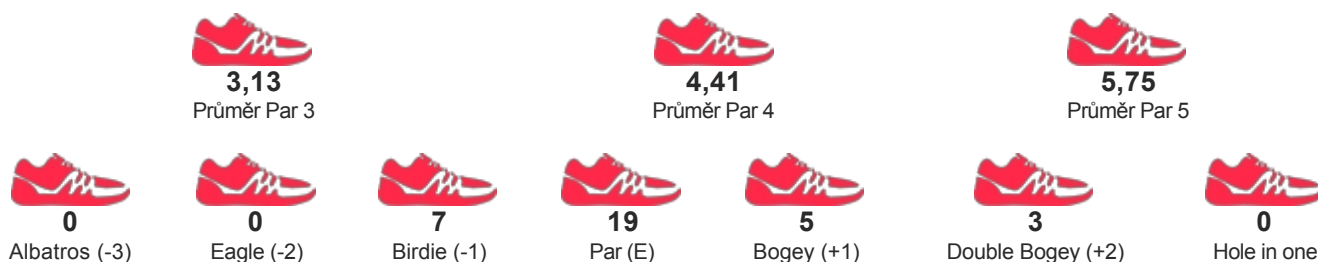 3,13 4,41 5,75
Průměr Par 3 Průměr Par 4 Průměr Par 5
0 0 7 19 5 3 0
Albatros (-3) Eagle (-2) Birdie (-1) Par (E) Bogey (+1) Double Bogey (+2) Hole in one